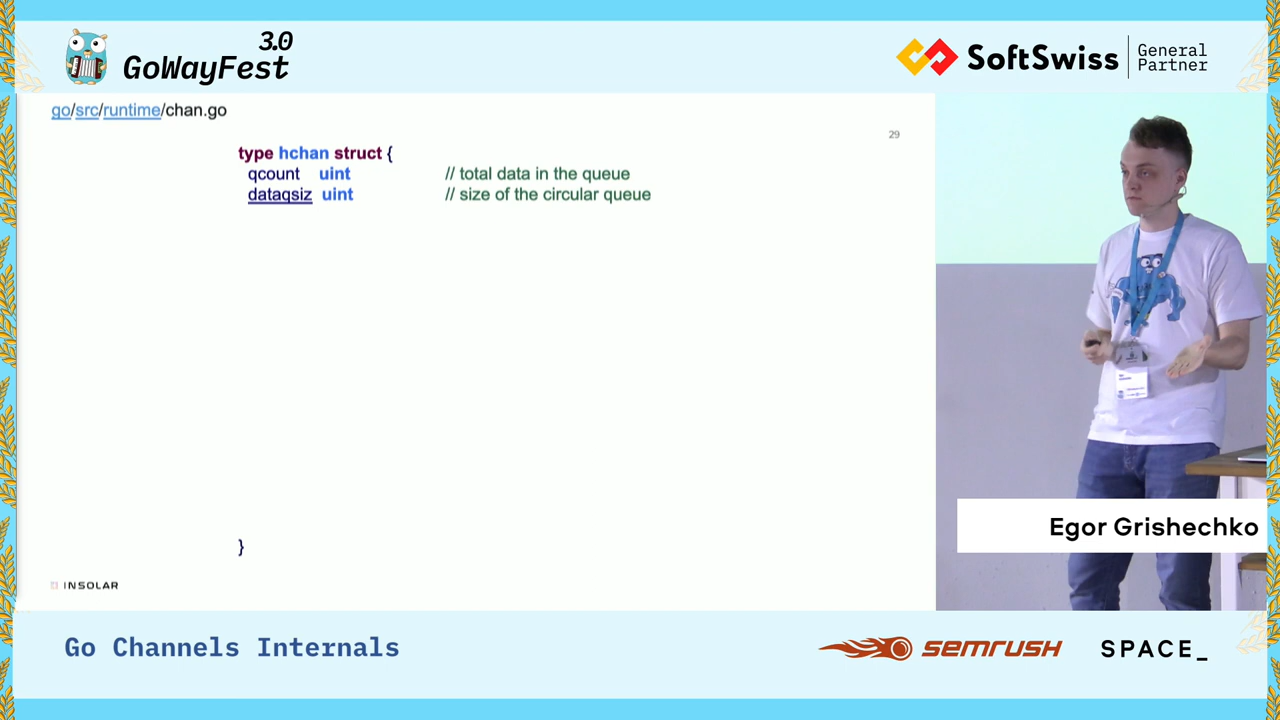 3.0
GoWayFest
SoftSwiss
General
Partner
go/src/runtime/chan.go
29
type hchan struct {
qcount uint // total data in the queue
dataqsiz uint // size of the circular queue
}
INSOLAR
Egor Grishechko
Go Channels Internals
semrush
SPACE_